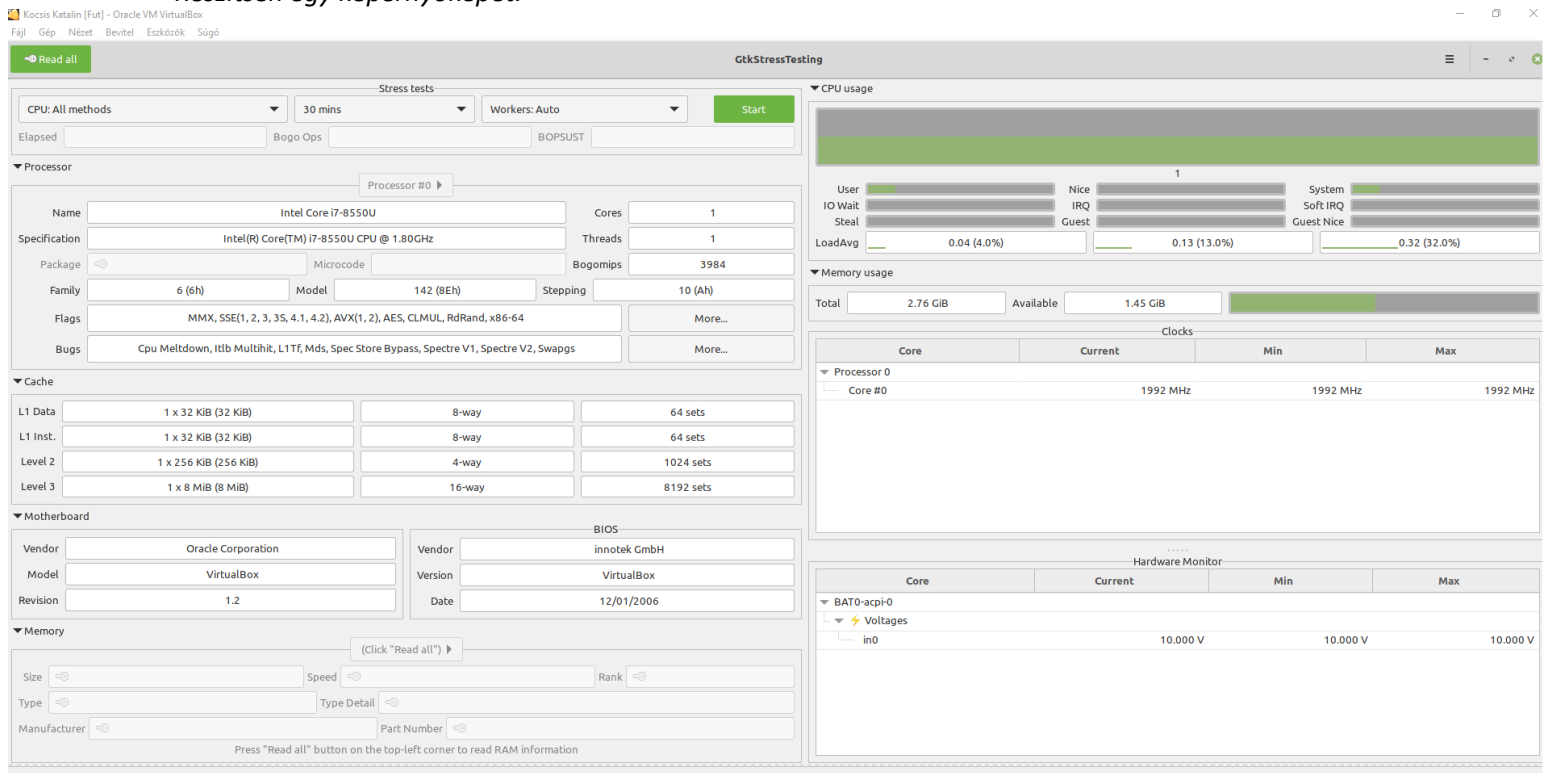 Készítsen egy képernyőképet!
Kocsis Katalin [Fut] - Oracle VM VirtualBox
Fájl Gép Nézet Bevitel Eszközök Súgó
Read all
GtkStressTesting
Stress tests
CPU: All methods 30 mins Workers: Auto Start
Elapsed Bogo Ops BOPSUST
Processor
Processor #0
Name Intel Core i7-8550U Cores 1
Specification Intel(R) Core(TM) i7-8550U CPU @ 1.80GHz Threads 1
Package Microcode Bogomips 3984
Family 6 (6h) Model 142 (8Eh) Stepping 10 (Ah)
Flags MMX, SSE(1, 2, 3, 3S, 4.1, 4.2), AVX(1, 2), AES, CLMUL, RdRand, x86-64 More...
Bugs Cpu Meltdown, Itlb Multihit, L1Tf, Mds, Spec Store Bypass, Spectre V1, Spectre V2, Swapgs More...
Cache
L1 Data 1 x 32 KiB (32 KiB) 8-way 64 sets
L1 Inst. 1 x 32 KiB (32 KiB) 8-way 64 sets
Level 2 1 x 256 KiB (256 KiB) 4-way 1024 sets
Level 3 1 x 8 MiB (8 MiB) 16-way 8192 sets
Motherboard
Vendor Oracle Corporation
Model VirtualBox
Revision 1.2
BIOS
Vendor innotek GmbH
Version VirtualBox
Date 12/01/2006
Memory
(Click "Read all")
Size Speed Rank
Type Type Detail
Manufacturer Part Number
Press "Read all" button on the top-left corner to read RAM information
CPU usage
1
User Nice System
IO Wait IRQ Soft IRQ
Steal Guest Guest Nice
LoadAvg 0.04 (4.0%) 0.13 (13.0%) 0.32 (32.0%)
Memory usage
Total 2.76 GiB Available 1.45 GiB
Clocks
Core Current Min Max
Processor 0
Core #0 1992 MHz 1992 MHz 1992 MHz
Hardware Monitor
Core Current Min Max
BAT0-acpi-0
Voltages
in0 10.000 V 10.000 V 10.000 V